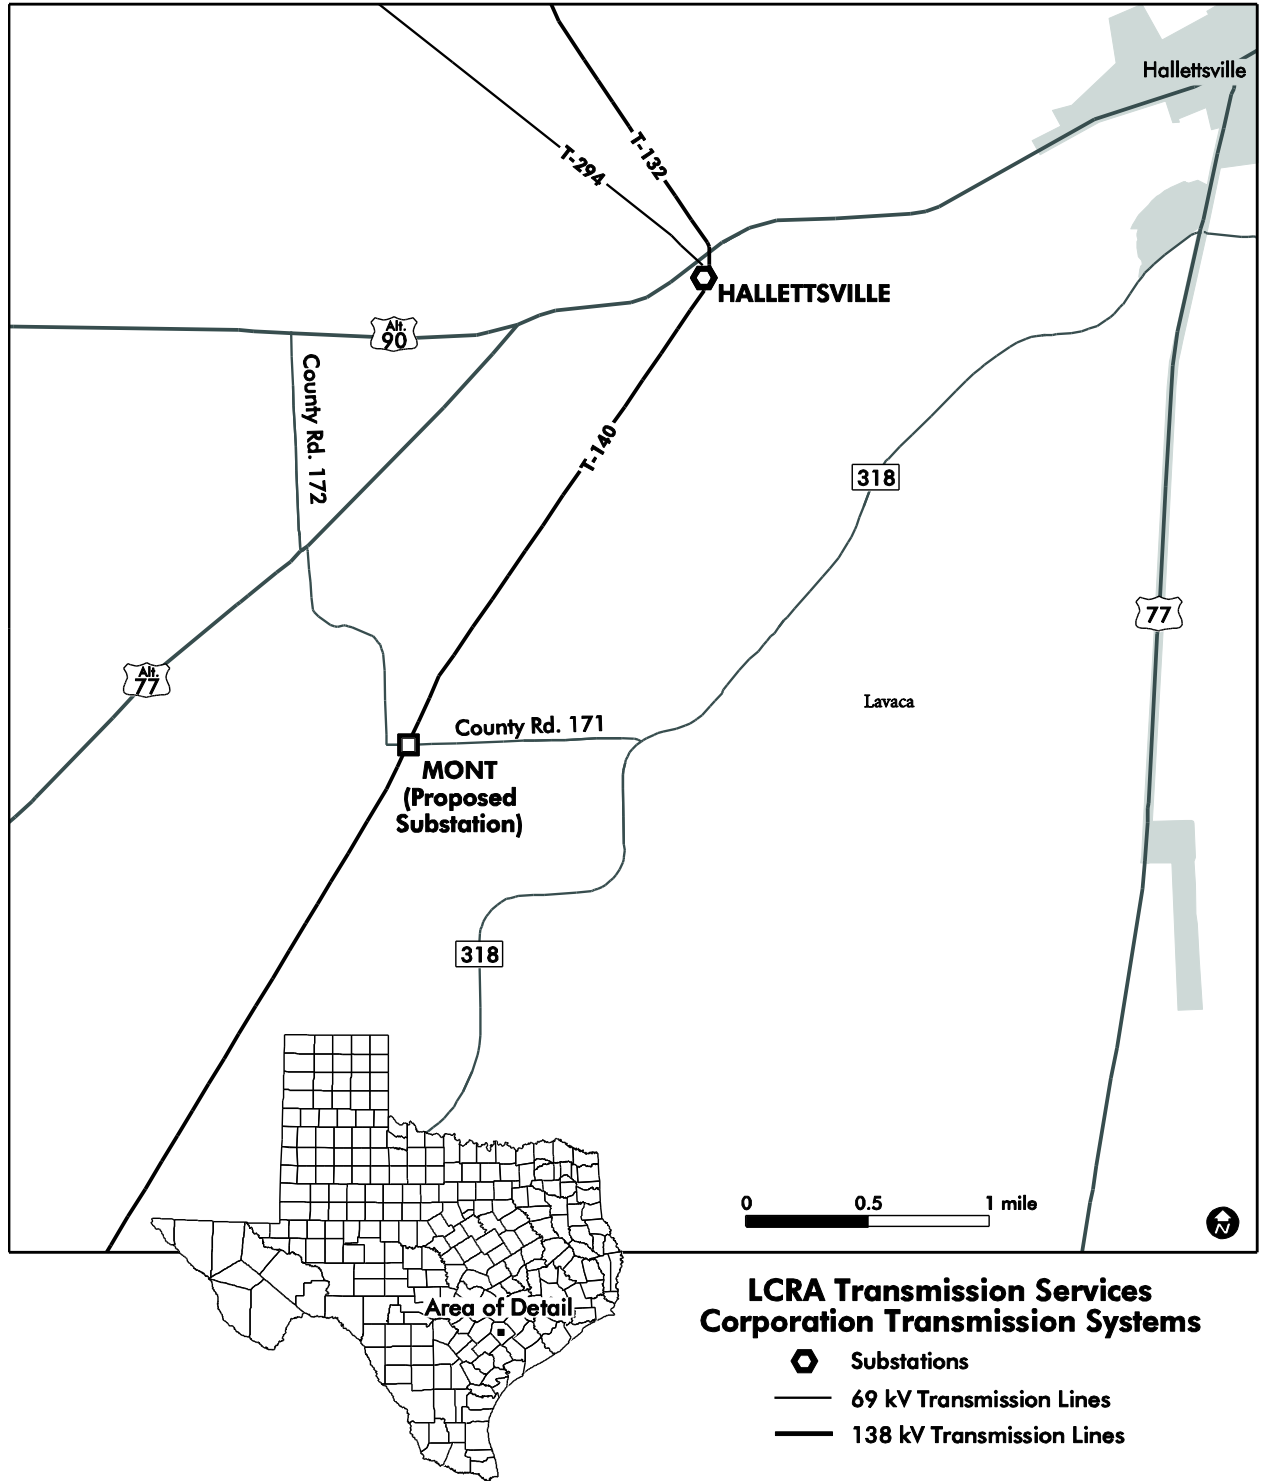 Hallettsville
T-132
T-294
HALLETTSVILLE
Alt.
90
County Rd. 172
T-140
318
77
Alt.
77
Lavaca
County Rd. 171
MONT
(Proposed
Substation)
318
0 0.5 1 mile
N
Area of Detail
LCRA Transmission Services
Corporation Transmission Systems
Substations
69 kV Transmission Lines
138 kV Transmission Lines